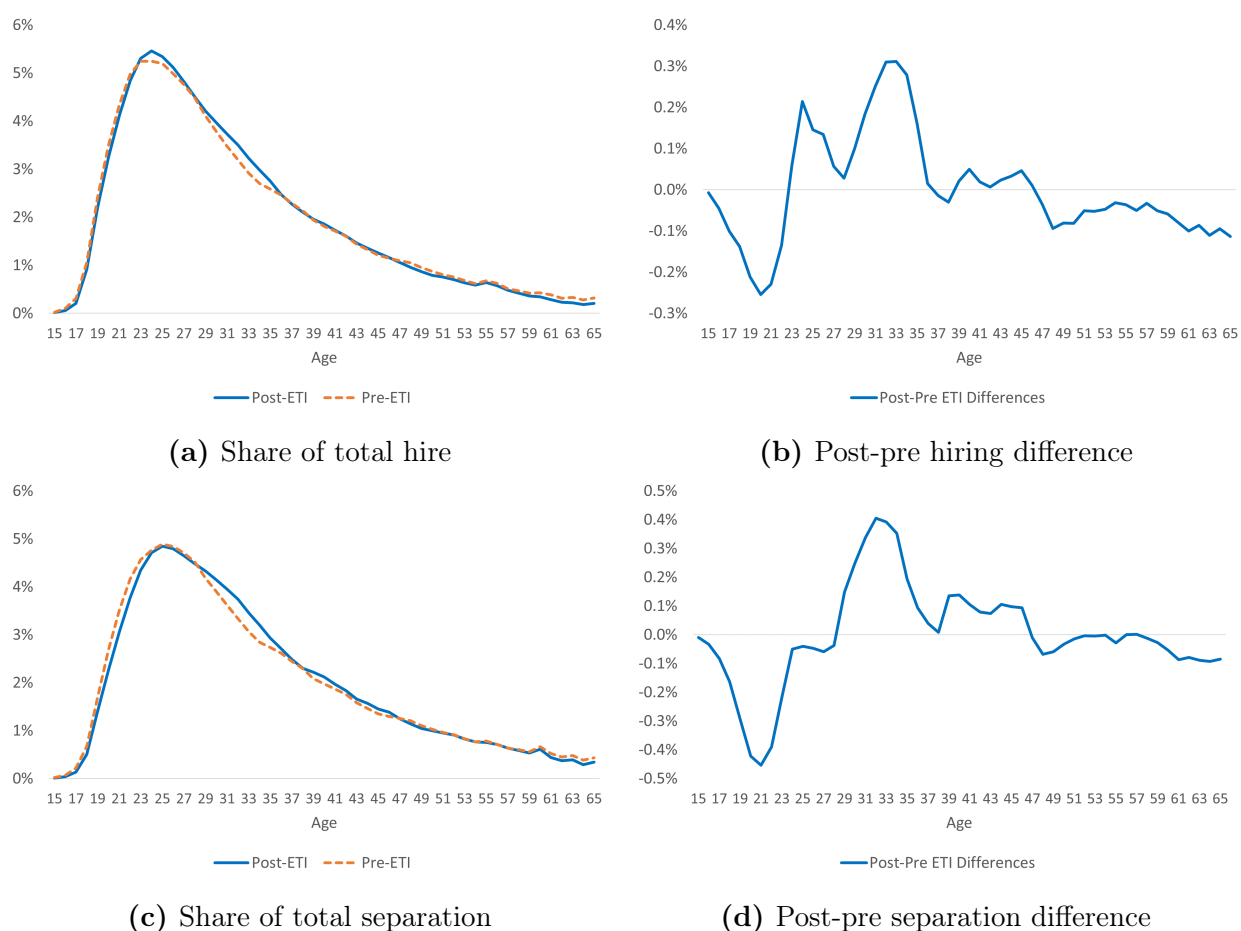 6%
5%
4%
3%
2%
1%
0%
15 17 19 21 23 25 27 29 31 33 35 37 39 41 43 45 47 49 51 53 55 57 59 61 63 65
Age
Post-ETI Pre-ETI
(a) Share of total hire
0.4%
0.3%
0.2%
0.1%
0.0%
-0.1%
-0.2%
-0.3%
15 17 19 21 23 25 27 29 31 33 35 37 39 41 43 45 47 49 51 53 55 57 59 61 63 65
Age
Post-Pre ETI Differences
(b) Post-pre hiring difference
6%
5%
4%
3%
2%
1%
0%
15 17 19 21 23 25 27 29 31 33 35 37 39 41 43 45 47 49 51 53 55 57 59 61 63 65
Age
Post-ETI Pre-ETI
(c) Share of total separation
0.5%
0.4%
0.3%
0.2%
0.1%
0.0%
-0.1%
-0.2%
-0.3%
-0.4%
-0.5%
15 17 19 21 23 25 27 29 31 33 35 37 39 41 43 45 47 49 51 53 55 57 59 61 63 65
Age
Post-Pre ETI Differences
(d) Post-pre separation difference